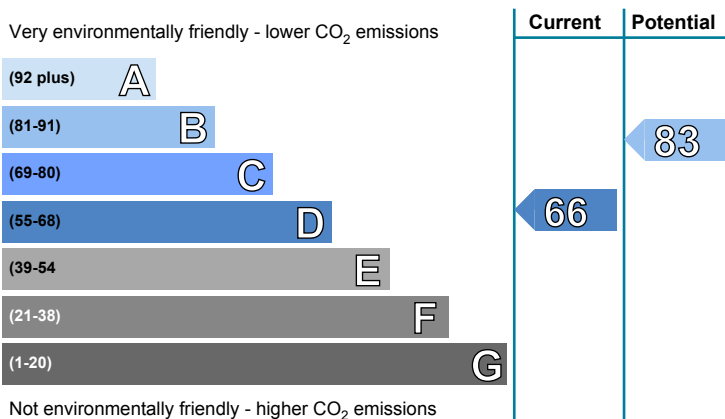 Current Potential
Very environmentally friendly - lower CO2 emissions
(92 plus) A
(81-91) B
83
(69-80) C
(55-68) D
66
(39-54 E
(21-38) F
(1-20) G
Not environmentally friendly - higher CO2 emissions